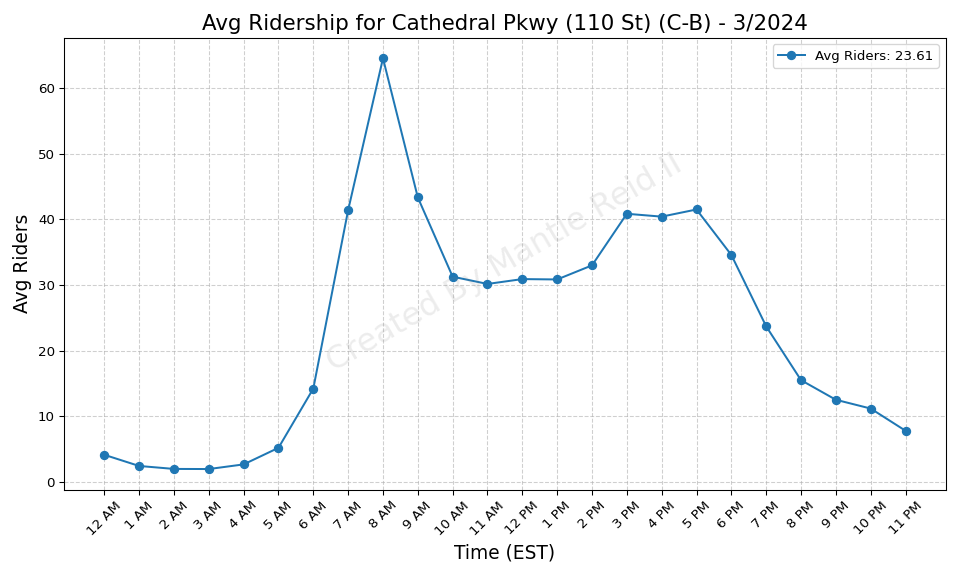 Avg Ridership for Cathedral Pkwy (110 St) (C-B) - 3/2024
Avg Riders: 23.61
60
50
40
30
20
10
0
Avg Riders
Created By Mantle Reid II
12 AM
1 AM
2 AM
3 AM
4 AM
5 AM
6 AM
7 AM
8 AM
9 AM
10 AM
11 AM
12 PM
1 PM
2 PM
3 PM
4 PM
5 PM
6 PM
7 PM
8 PM
9 PM
10 PM
11 PM
Time (EST)